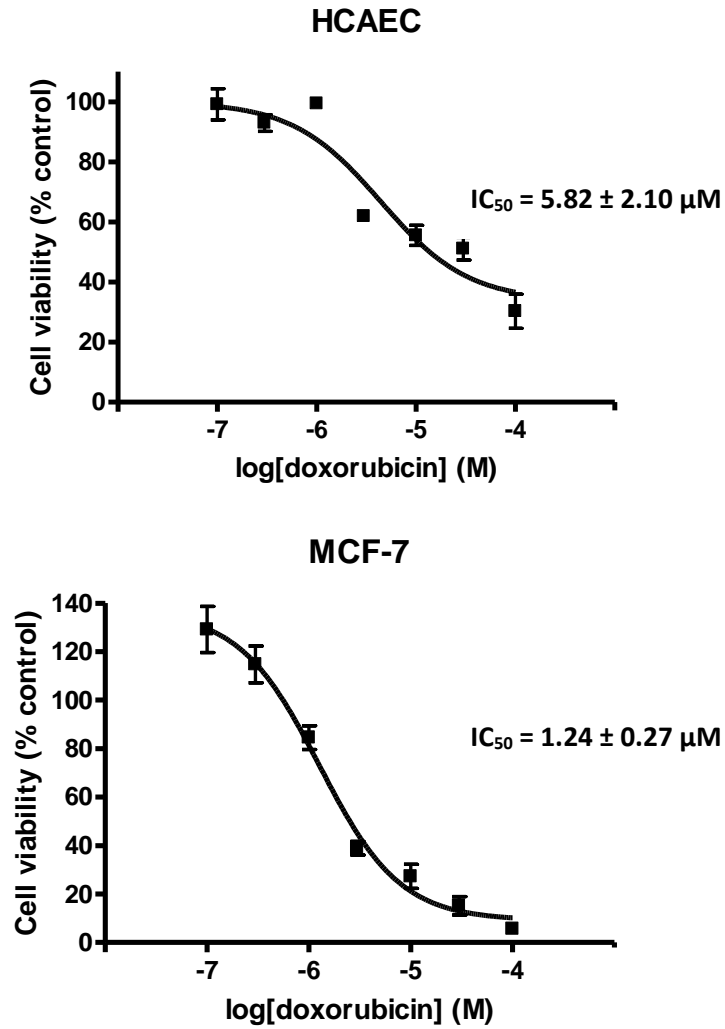 HCAEC
Cell viability (% control)
100
80
60
40
20
0
IC₅₀ = 5.82 ± 2.10 µM
-7 -6 -5 -4
log[doxorubicin] (M)
MCF-7
Cell viability (% control)
140
120
100
80
60
40
20
0
IC₅₀ = 1.24 ± 0.27 µM
-7 -6 -5 -4
log[doxorubicin] (M)